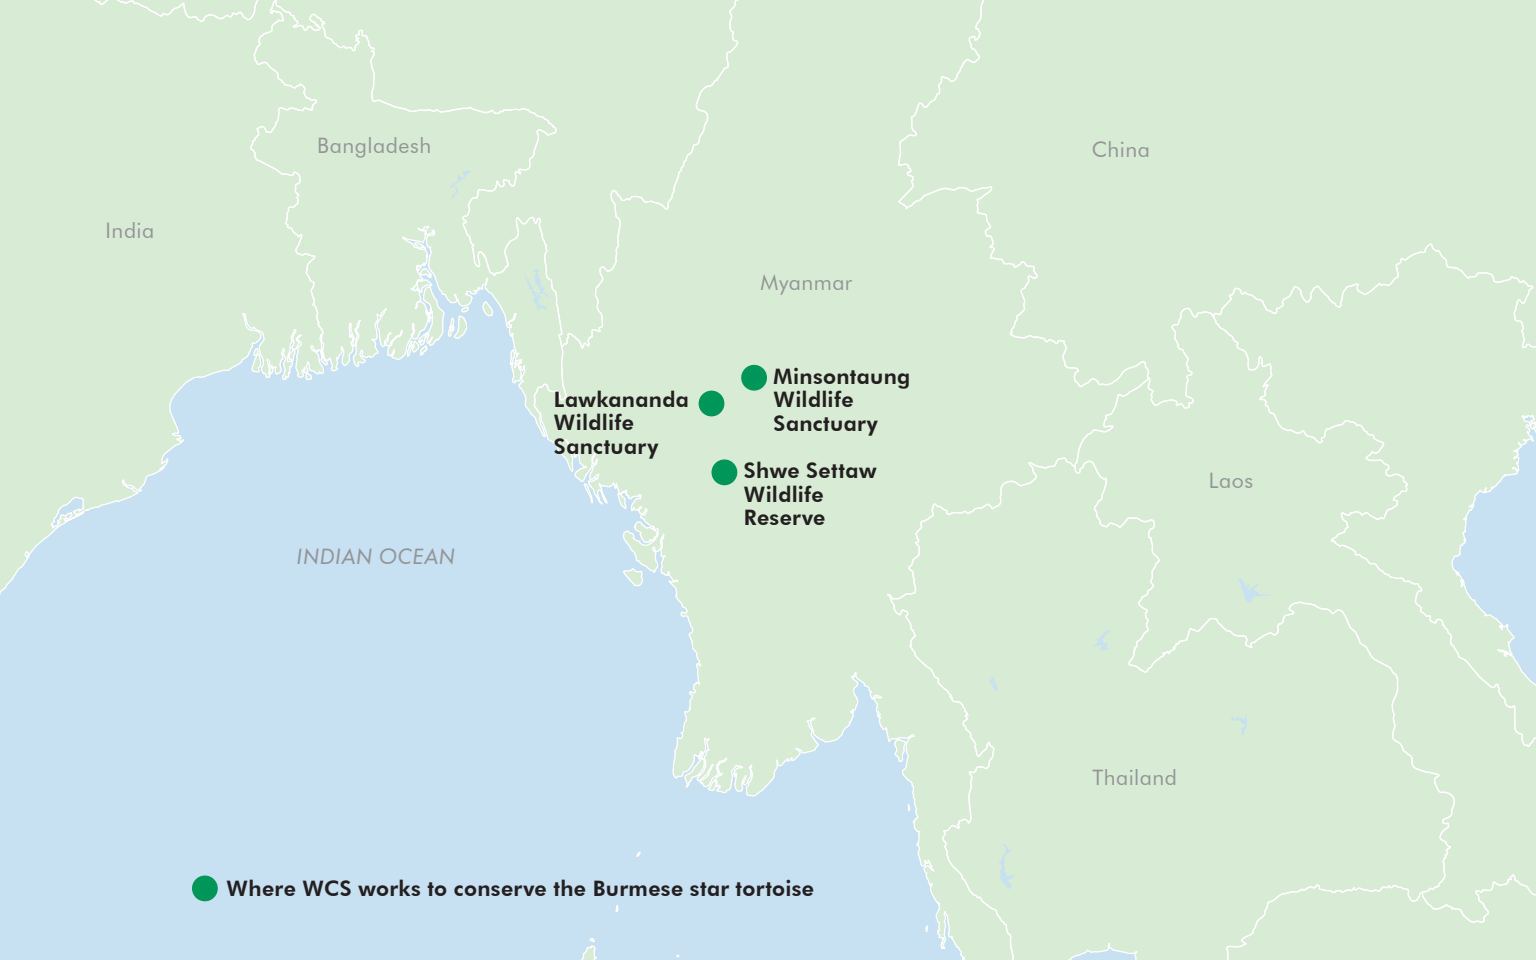 Bangladesh
China
India
Myanmar
Minsontaung
Wildlife
Sanctuary
Lawkananda
Wildlife
Sanctuary
Shwe Settaw
Wildlife
Reserve
Laos
INDIAN OCEAN
Thailand
Where WCS works to conserve the Burmese star tortoise